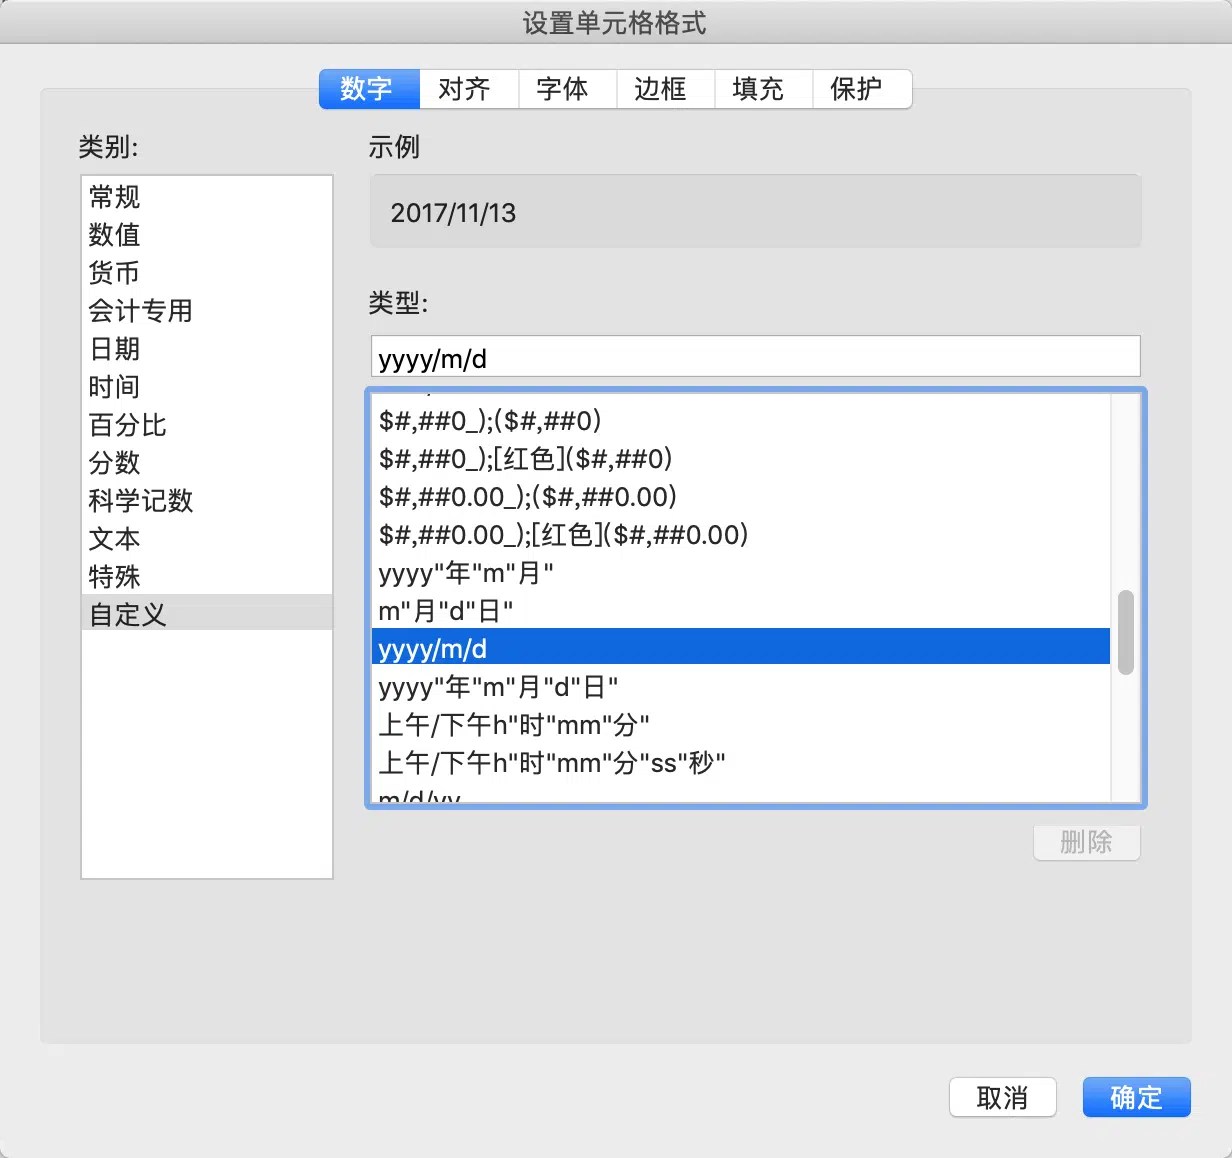 设置单元格格式
数字 对齐 字体 边框 填充 保护
类别:
常规
数值
货币
会计专用
日期
时间
百分比
分数
科学记数
文本
特殊
自定义
示例
2017/11/13
类型:
yyyy/m/d
$#,##0_);($#,##0)
$#,##0_);[红色]($#,##0)
$#,##0.00_);($#,##0.00)
$#,##0.00_);[红色]($#,##0.00)
yyyy"年"m"月"
m"月"d"日"
yyyy/m/d
yyyy"年"m"月"d"日"
上午/下午h"时"mm"分"
上午/下午h"时"mm"分"ss"秒"
m/d/yy
删除
取消 确定